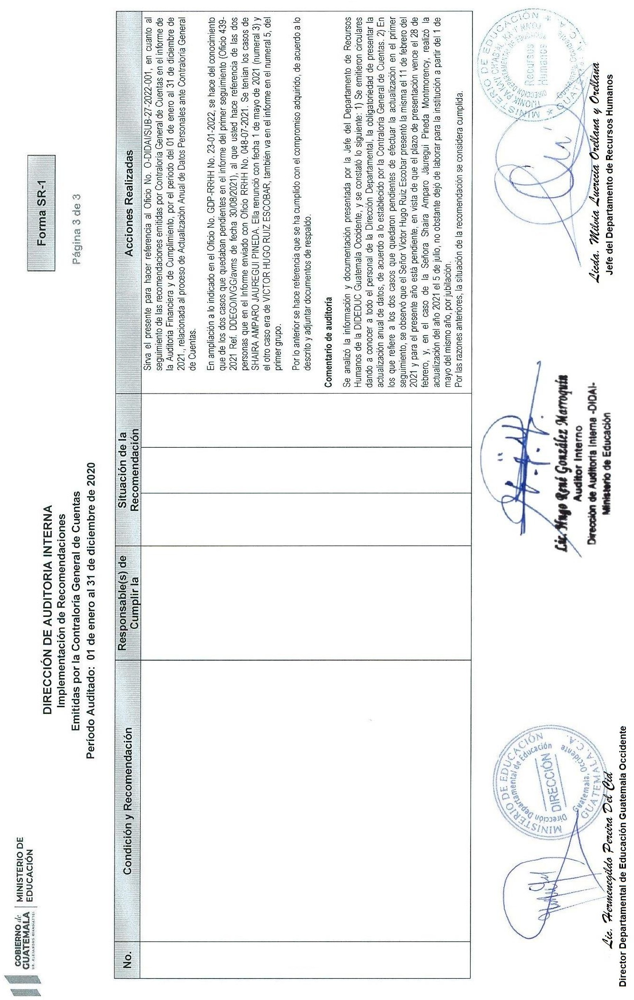 GOBIERNO de
GUATEMALA
DR. ALEJANDRO GIAMMATTEI
MINISTERIO DE
EDUCACIÓN
DIRECCIÓN DE AUDITORIA INTERNA
Implementación de Recomendaciones
Emitidas por la Contraloría General de Cuentas
Período Auditado: 01 de enero al 31 de diciembre de 2020
Forma SR-1
Página 3 de 3
No.
Condición y Recomendación
Responsable(s) de
Cumplir la
Situación de la
Recomendación
Acciones Realizadas
Sirva el presente para hacer referencia al Oficio No. O-DIDAI/SUB-27-2022-001, en cuanto al
seguimiento de las recomendaciones emitidas por Contraloría General de Cuentas en el informe de
la Auditoria Financiera y de Cumplimiento, por el periodo del 01 de enero al 31 de diciembre de
2021., relacionada al proceso de Actualización Anual de Datos Personales ante Contraloría General
de Cuentas.
En ampliación a lo indicado en el Oficio No. GDP-RRHH No. 23-01-2022, se hace del conocimiento
que de los dos casos que quedaban pendientes en el informe del primer seguimiento (Oficio 439-
2021 Ref. DDEGO/IVGG/avms de fecha 30/08/2021), al que usted hace referencia de las dos
personas que en el Informe enviado con Oficio RRHH No. 048-07-2021. Se tenían los casos de
SHAIRA AMPARO JAUREGUI PINEDA. Ella renunció con fecha 1 de mayo de 2021 (numeral 3) y
el otro caso era de VICTOR HUGO RUIZ ESCOBAR, también va en el informe en el numeral 5, del
primer grupo.
Por lo anterior se hace referencia que se ha cumplido con el compromiso adquirido, de acuerdo a lo
descrito y adjuntar documentos de respaldo.
Comentario de auditoría
Se analizó la información y documentación presentada por la Jefe del Departamento de Recursos
Humanos de la DIDEDUC Guatemala Occidente, y se constató lo siguiente: 1) Se emitieron circulares
dando a conocer a todo el personal de la Dirección Departamental, la obligatoriedad de presentar la
actualización anual de datos, de acuerdo a lo establecido por la Contraloría General de Cuentas. 2) En
los que refiere a los dos casos que quedaron pendientes de efectuar la actualización en el primer
seguimiento, se observó que el Señor Victor Hugo Ruiz Escobar presentó la misma el 11 de febrero del
2021 y para el presente año está pendiente, en vista de que el plazo de presentación vence el 28 de
febrero, y, en el caso de la Señora Shaira Amparo Jáuregui Pineda Montmorency, realizó la
actualización del año 2021 el 5 de julio, no obstante dejó de laborar para la institución a partir del 1 de
mayo del mismo año, por jubilación.
Por las razones anteriores, la situación de la recomendación se considera cumplida.
MINISTERIO DE EDUCACIÓN
Dirección Departamental de Educación
DIRECCIÓN
Guatemala, Occidente
GUATEMALA, C.A.
Lic. Hermenegildo Pereira Del Cid
Director Departamental de Educación Guatemala Occidente
Lic. Hugo René González Marroquín
Auditor Interno
Dirección de Auditoria Interna -DIDAI-
Ministerio de Educación
MINISTERIO DE EDUCACIÓN
DIRECCIÓN DEPARTAMENTAL DE EDUCACIÓN
Recursos
Humanos
Licda. Milvia Lucrecia Orellana y Orellana
Jefe del Departamento de Recursos Humanos